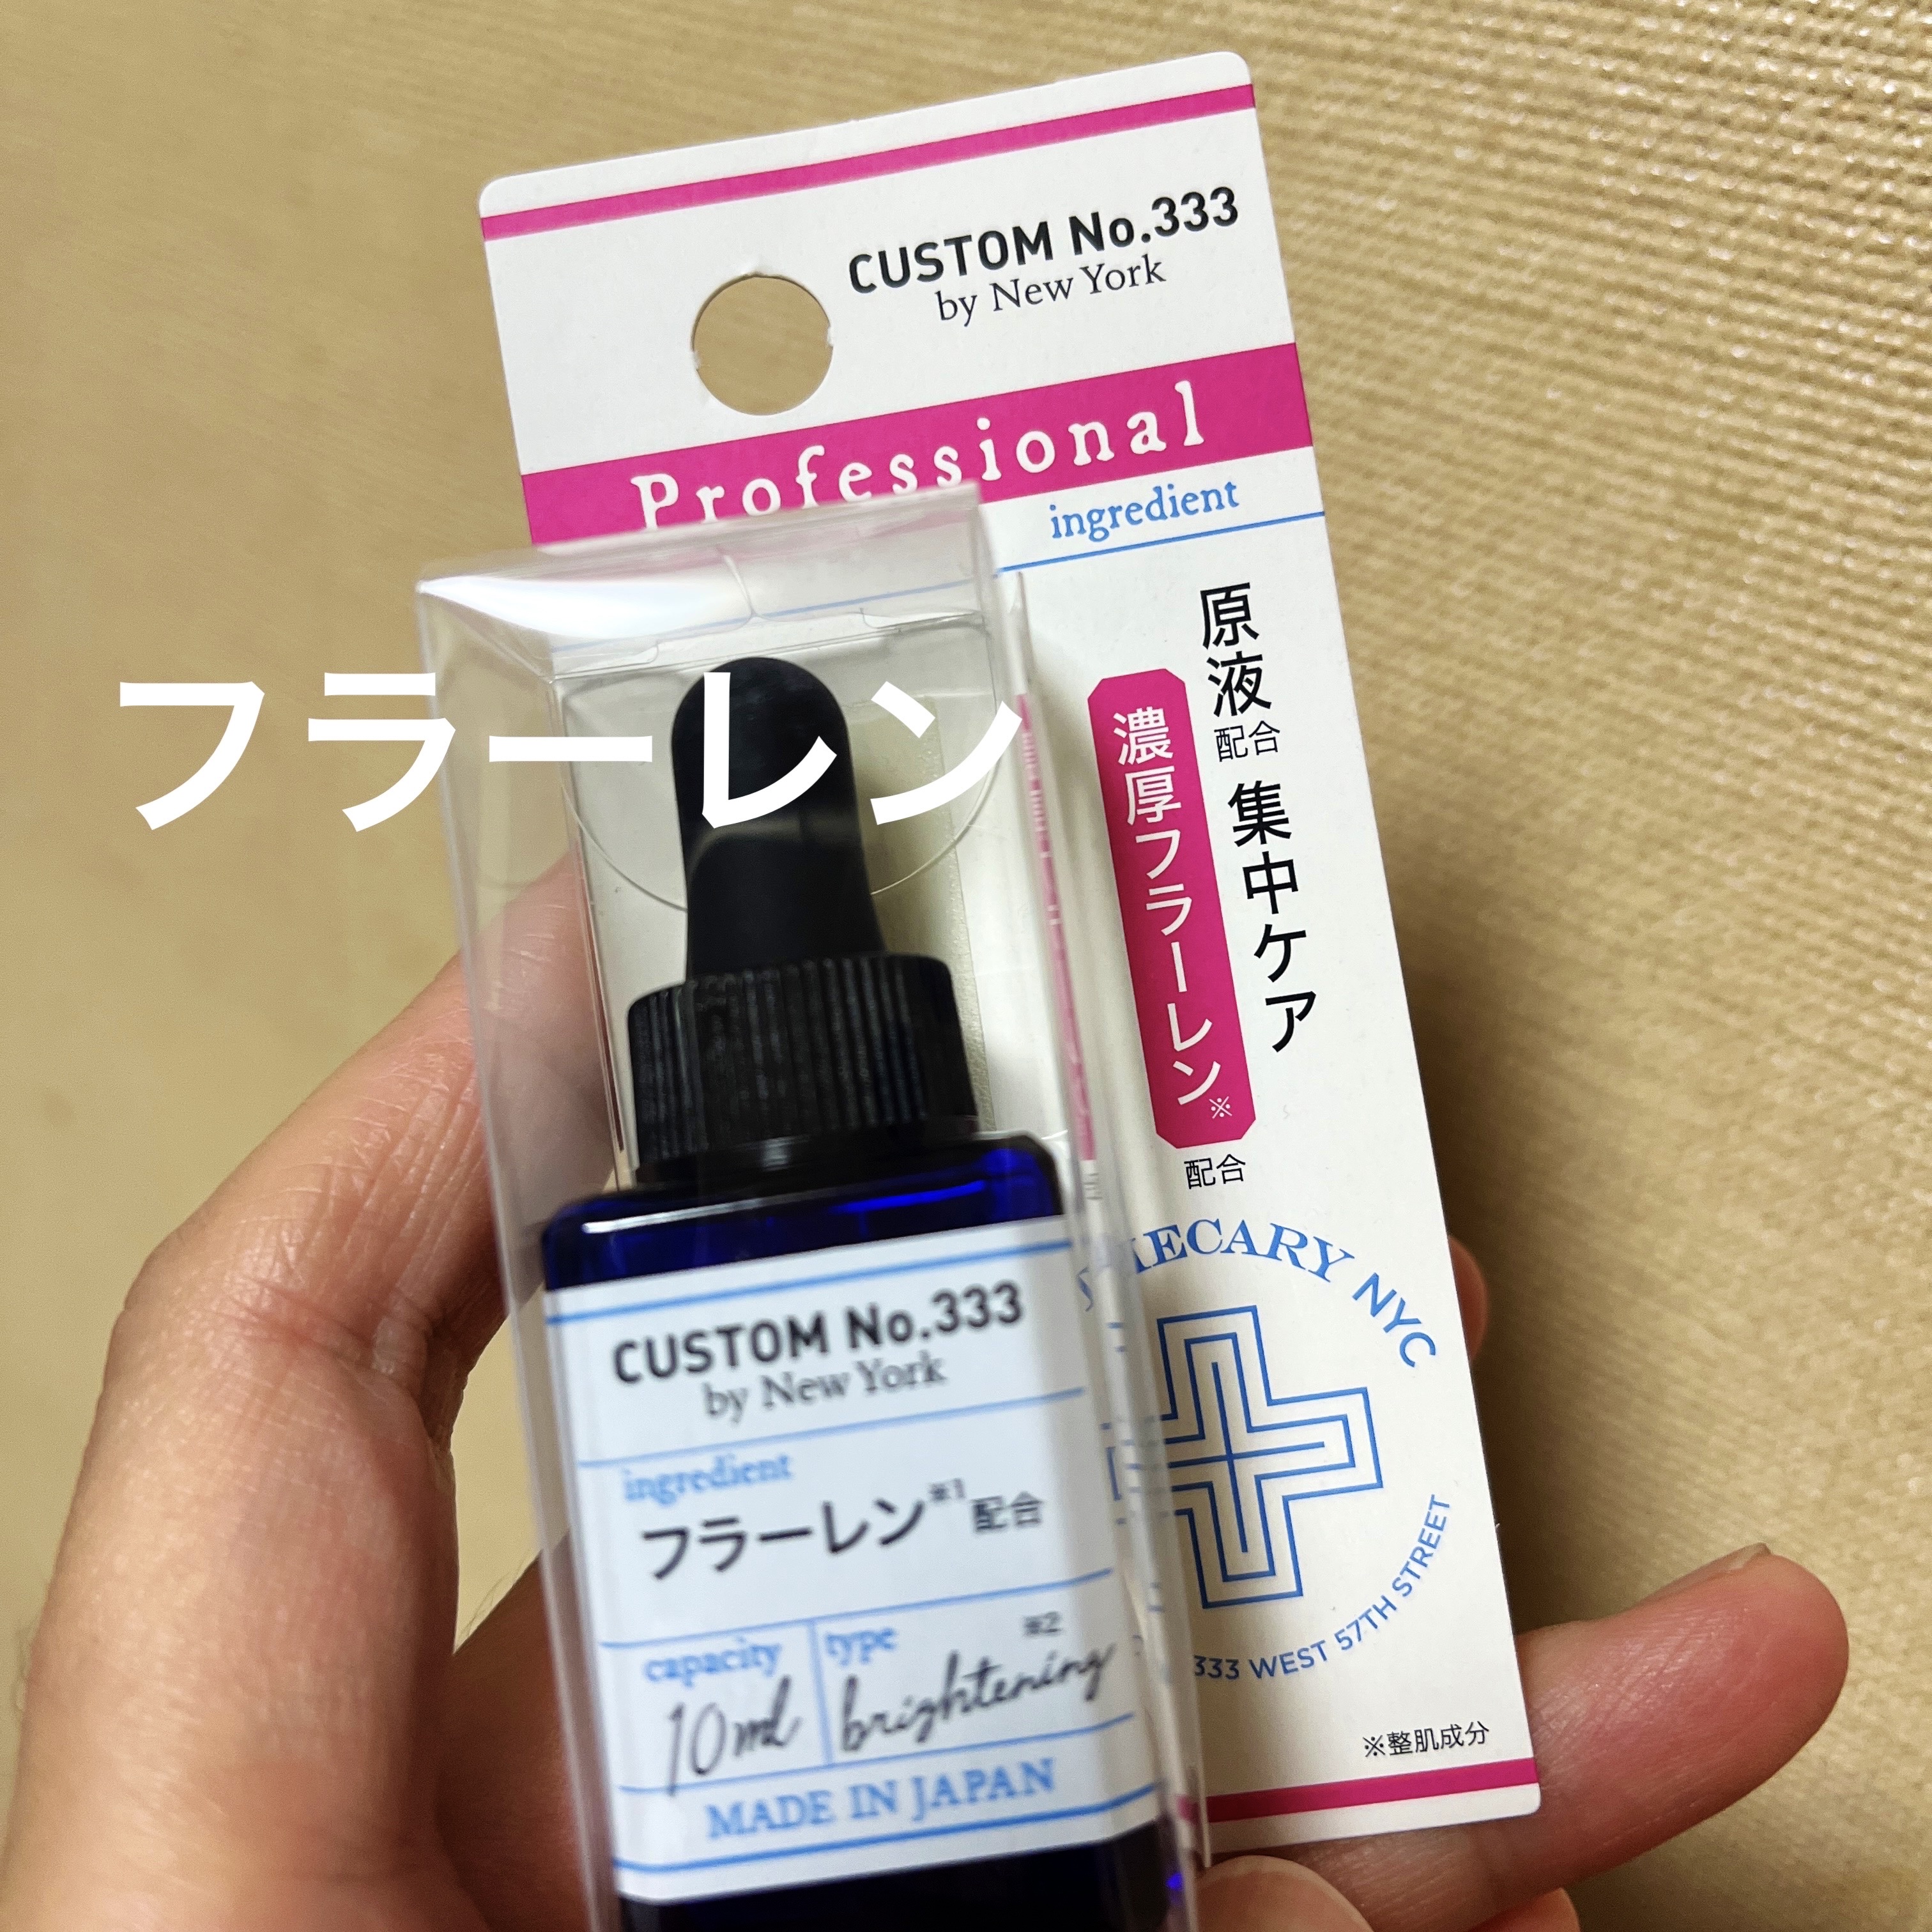 CUSTOM No.333
by New York
Professional
ingredient
原液配合 集中ケア
濃厚フラーレン※
配合
フラーレン
NYC
333 WEST 57TH STREET
※整肌成分
CUSTOM No.333
by New York
ingredient
フラーレン※1配合
capacity
10ml
type
※2
brightening
MADE IN JAPAN